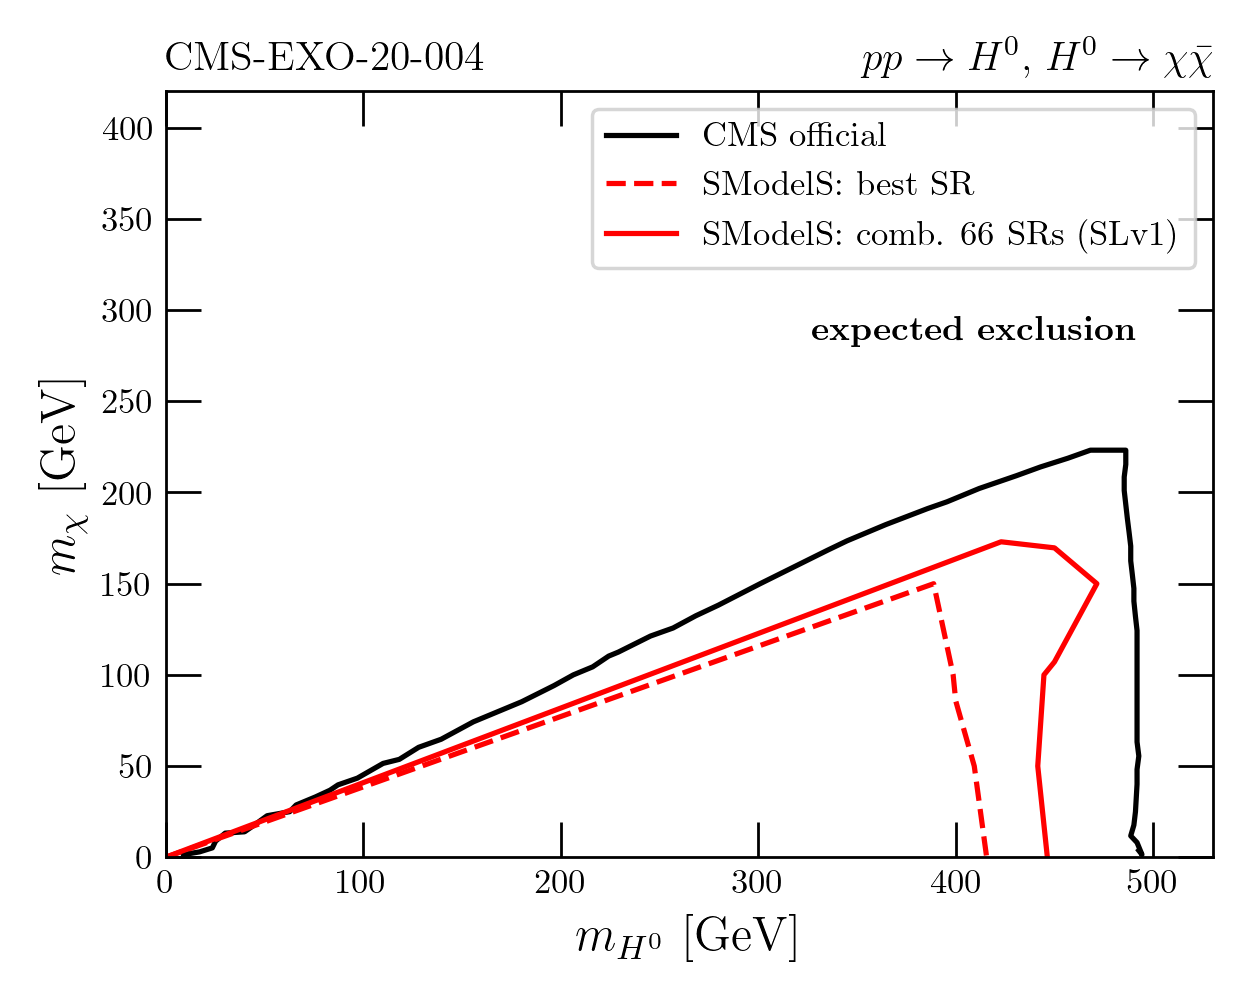 CMS-EXO-20-004
pp → H⁰, H⁰ → χχ̄
CMS official
SModelS: best SR
SModelS: comb. 66 SRs (SLv1)
expected exclusion
400
350
300
250
200
150
100
50
0
m_χ [GeV]
0 100 200 300 400 500
m_{H⁰} [GeV]